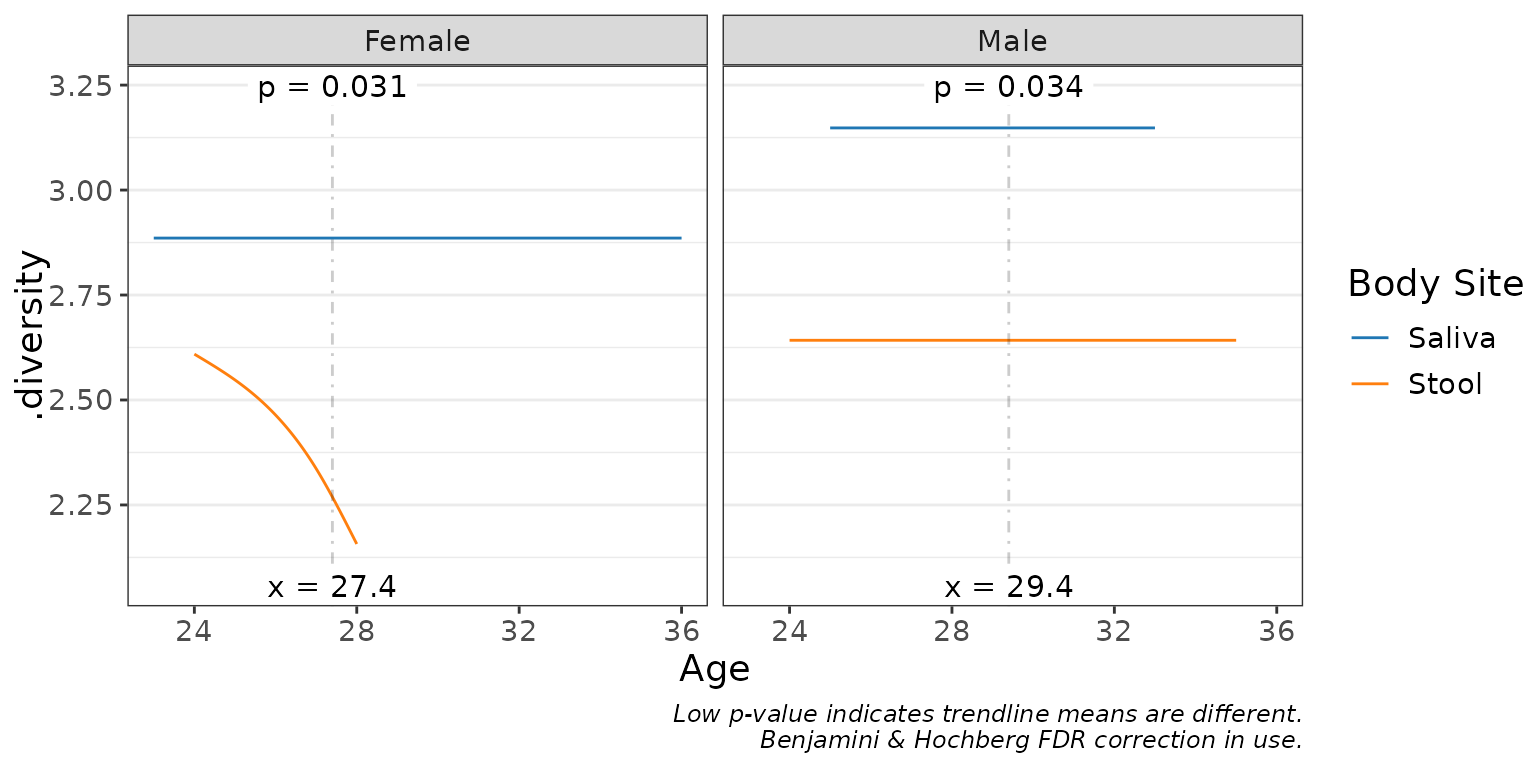 Female
Male
p = 0.031
p = 0.034
3.25
3.00
2.75
2.50
2.25
.diversity
x = 27.4
x = 29.4
24 28 32 36
24 28 32 36
Age
Body Site
Saliva
Stool
Low p-value indicates trendline means are different.
Benjamini & Hochberg FDR correction in use.